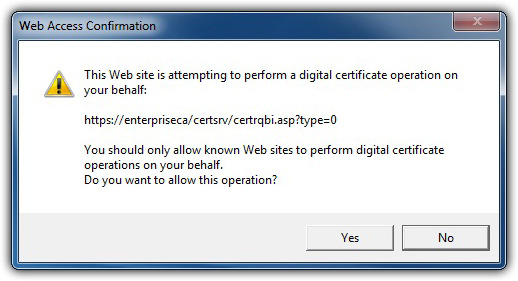 Web Access Confirmation
This Web site is attempting to perform a digital certificate operation on
your behalf:
https://enterpriseca/certsrv/certrqbi.asp?type=0
You should only allow known Web sites to perform digital certificate
operations on your behalf.
Do you want to allow this operation?
Yes No